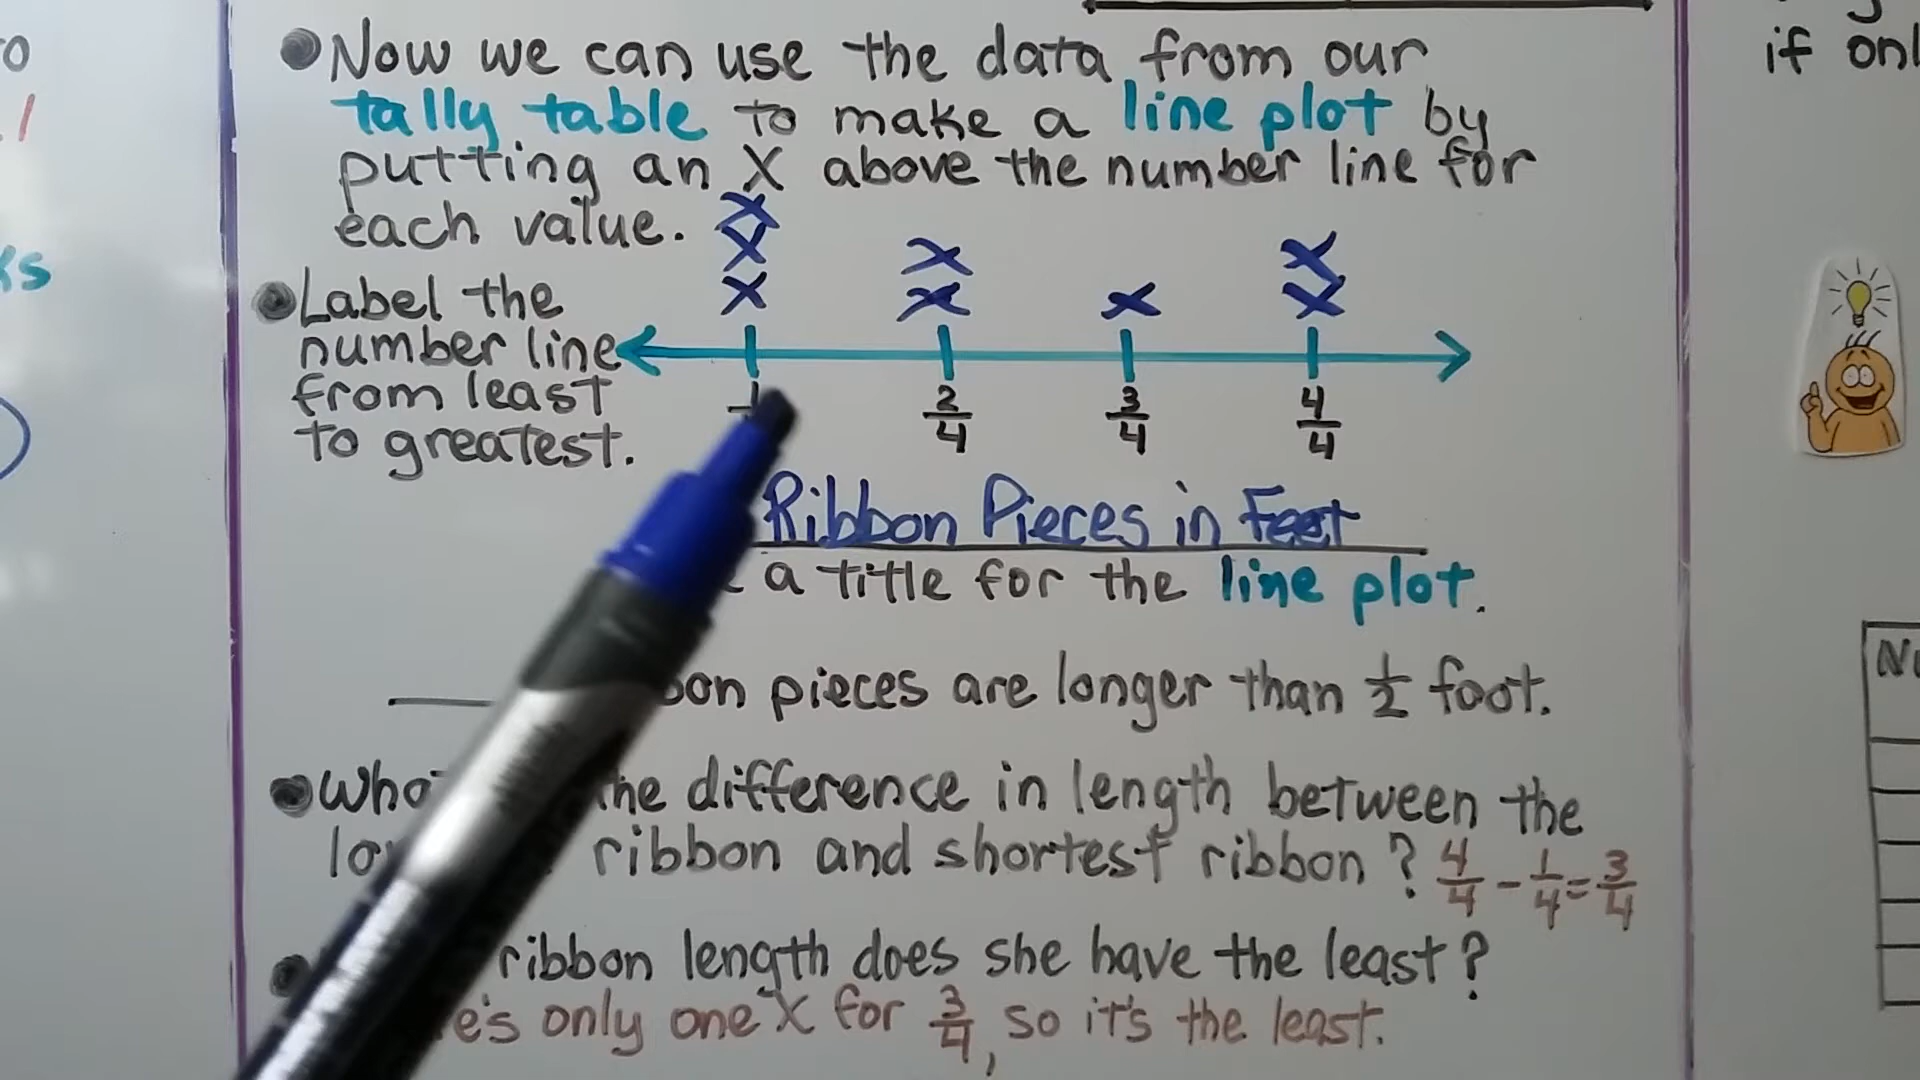 Now we can use the data from our
tally table to make a line plot by
putting an X above the number line for
each value.
X
X X X
X X X X
Label the
number line
from least
to greatest.
2/4 3/4 4/4
Ribbon Pieces in Feet
a title for the line plot.
pieces are longer than 1/2 foot.
the difference in length between the
ribbon and shortest ribbon? 4/4 - 1/4 = 3/4
ribbon length does she have the least?
only one X for 3/4, so it's the least.
if